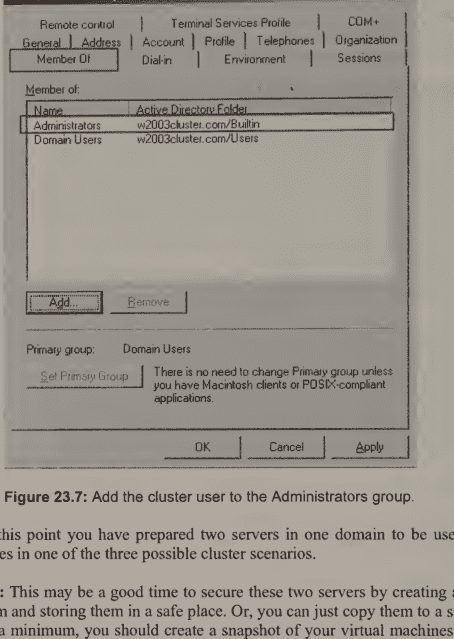 Remote control Terminal Services Profile COM+
General Address Account Profile Telephones Organization
Member Of Dial-in Environment Sessions
Member of:
Name Active Directory Folder
Administrators w2003cluster.com/Builtin
Domain Users w2003cluster.com/Users
Add... Remove
Primary group: Domain Users
Set Primary Group There is no need to change Primary group unless
you have Macintosh clients or POSIX-compliant
applications.
OK Cancel Apply
Figure 23.7: Add the cluster user to the Administrators group.
this point you have prepared two servers in one domain to be use
es in one of the three possible cluster scenarios.
: This may be a good time to secure these two servers by creating a
m and storing them in a safe place. Or, you can just copy them to a s
a minimum, you should create a snapshot of your virtual machines